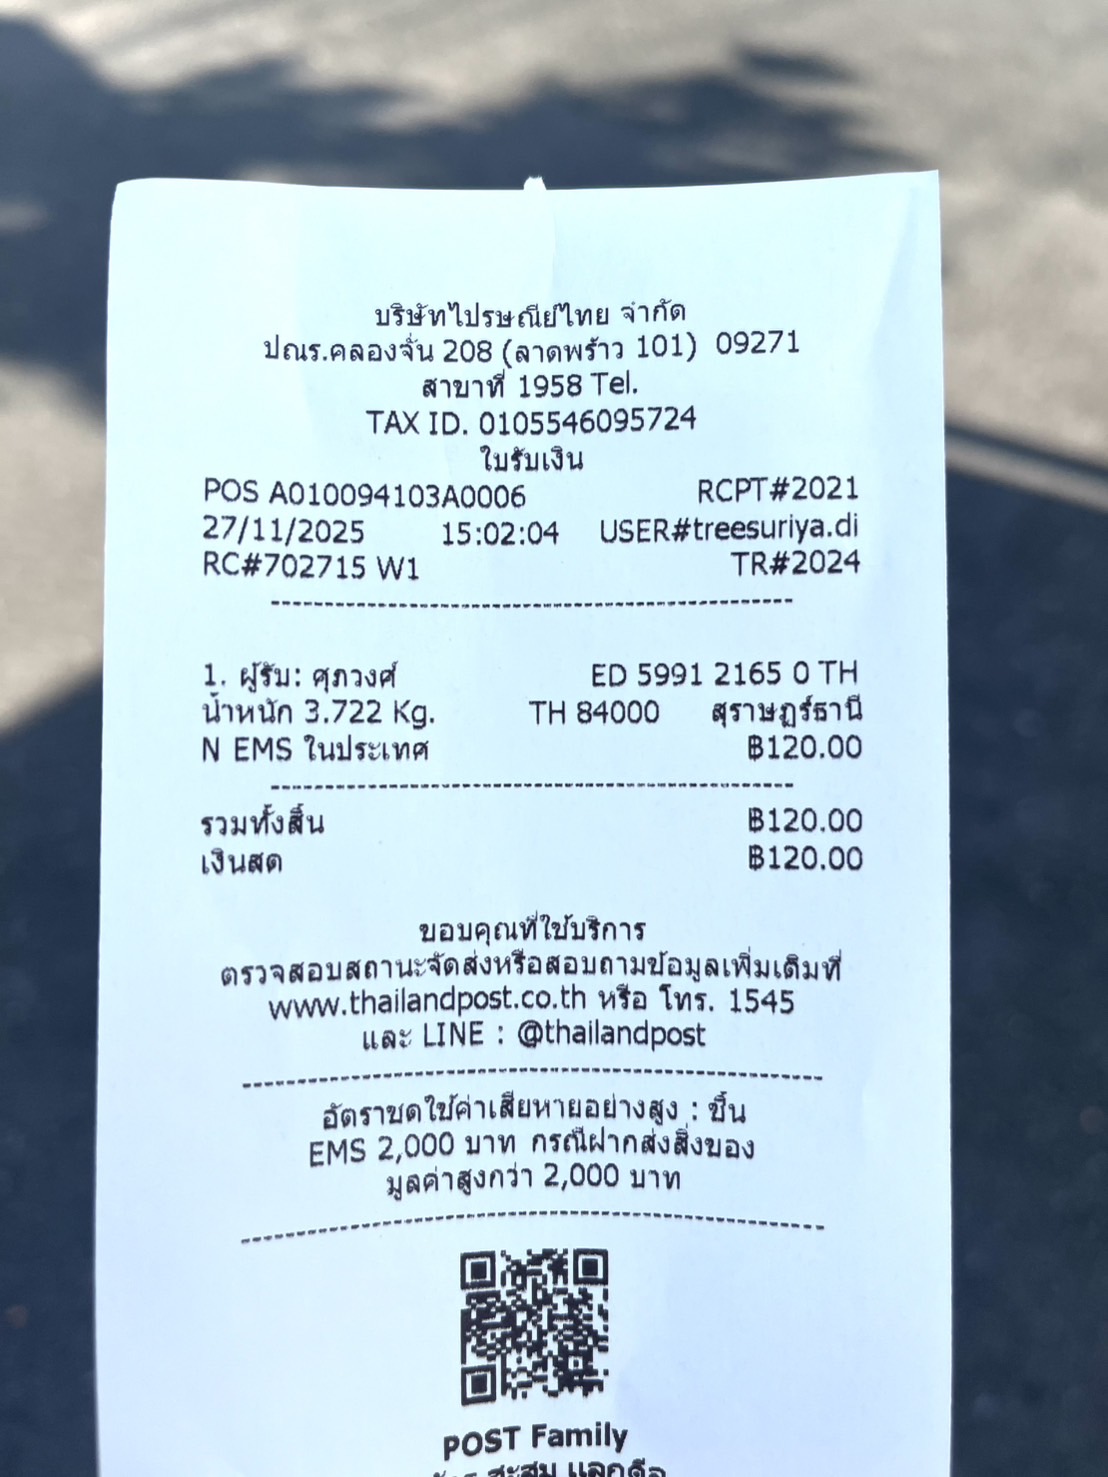 บริษัทไปรษณีย์ไทย จำกัด
ปณร.คลองจั่น 208 (ลาดพร้าว 101) 09271
สาขาที่ 1958 Tel.
TAX ID. 0105546095724
ใบรับเงิน
POS A010094103A0006 RCPT#2021
27/11/2025 15:02:04 USER#treesuriya.di
RC#702715 W1 TR#2024
1. ผู้รับ: ศุภวงศ์ ED 5991 2165 0 TH
น้ำหนัก 3.722 Kg. TH 84000 สุราษฎร์ธานี
N EMS ในประเทศ ฿120.00
รวมทั้งสิ้น ฿120.00
เงินสด ฿120.00
ขอบคุณที่ใช้บริการ
ตรวจสอบสถานะจัดส่งหรือสอบถามข้อมูลเพิ่มเติมที่
www.thailandpost.co.th หรือ โทร. 1545
และ LINE : @thailandpost
อัตราชดใช้ค่าเสียหายอย่างสูง : ชิ้น
EMS 2,000 บาท กรณีฝากส่งสิ่งของ
มูลค่าสูงกว่า 2,000 บาท
POST Family
สะสม แลกดีล